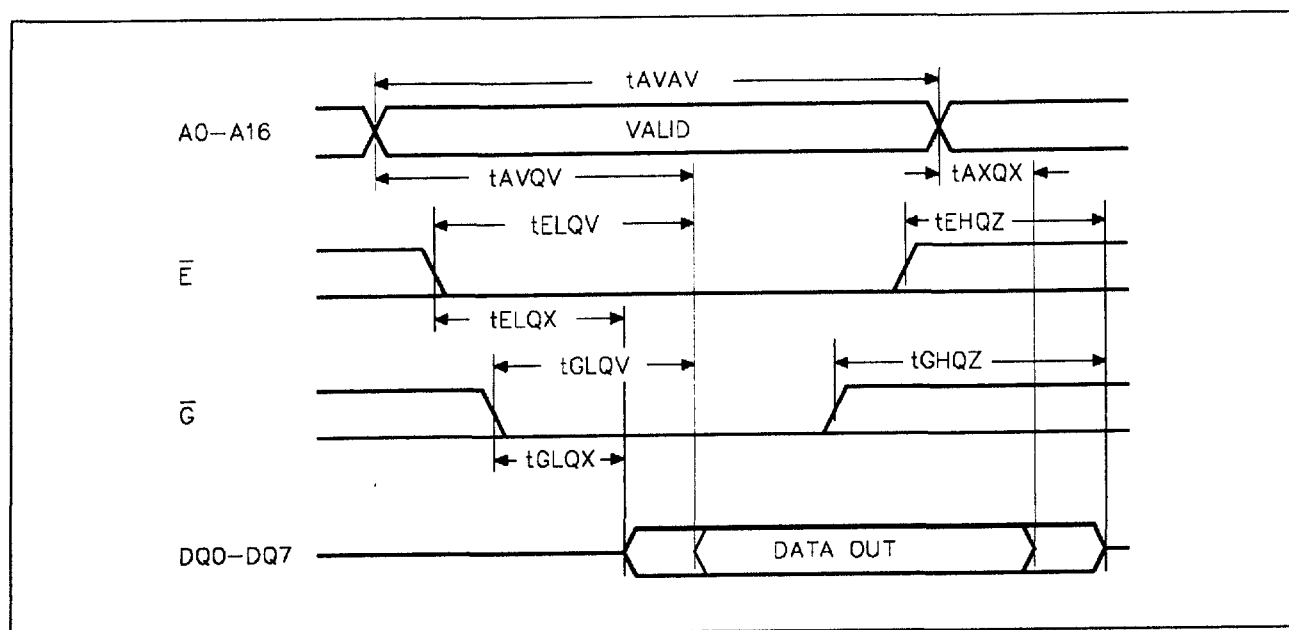 tAVAV
A0-A16
VALID
tAVQV
tAXQX
tELQV
tEHQZ
E̅
tELQX
tGLQV
tGHQZ
G̅
tGLQX
DQ0-DQ7
DATA OUT